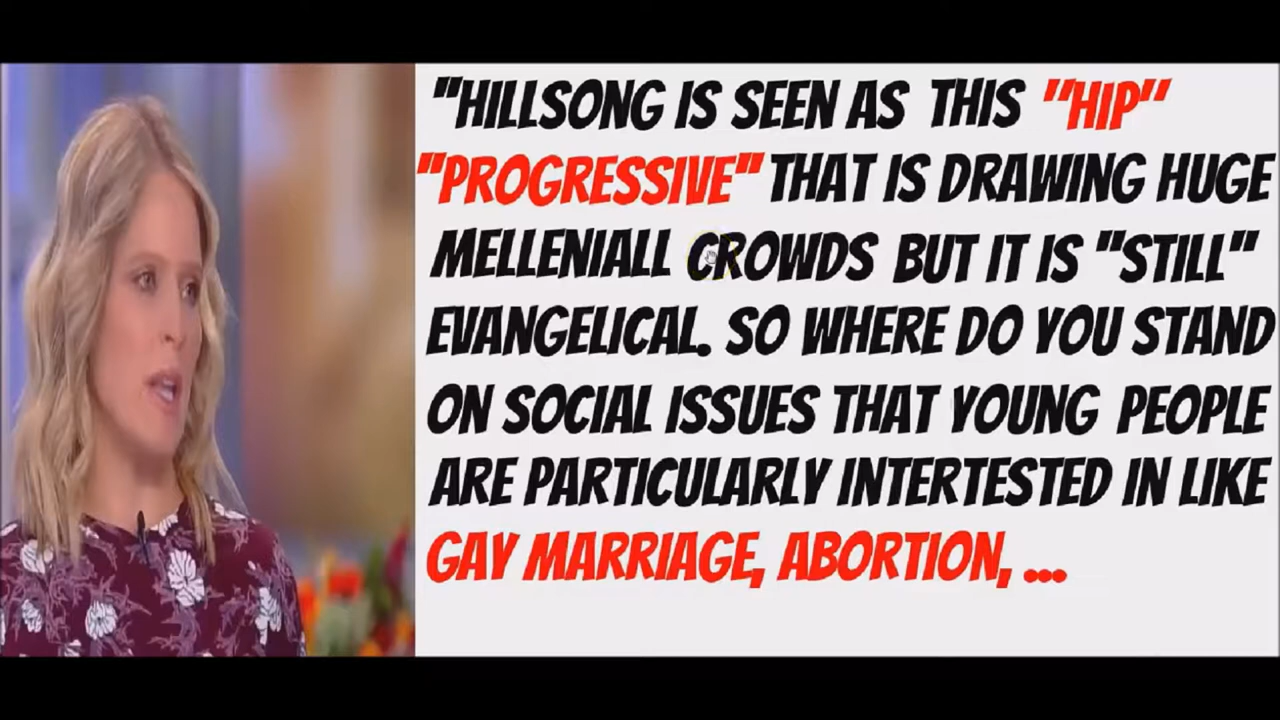 "HILLSONG IS SEEN AS THIS "HIP"
"PROGRESSIVE" THAT IS DRAWING HUGE
MELLENIALL CROWDS BUT IT IS "STILL"
EVANGELICAL. SO WHERE DO YOU STAND
ON SOCIAL ISSUES THAT YOUNG PEOPLE
ARE PARTICULARLY INTERTESTED IN LIKE
GAY MARRIAGE, ABORTION, ...